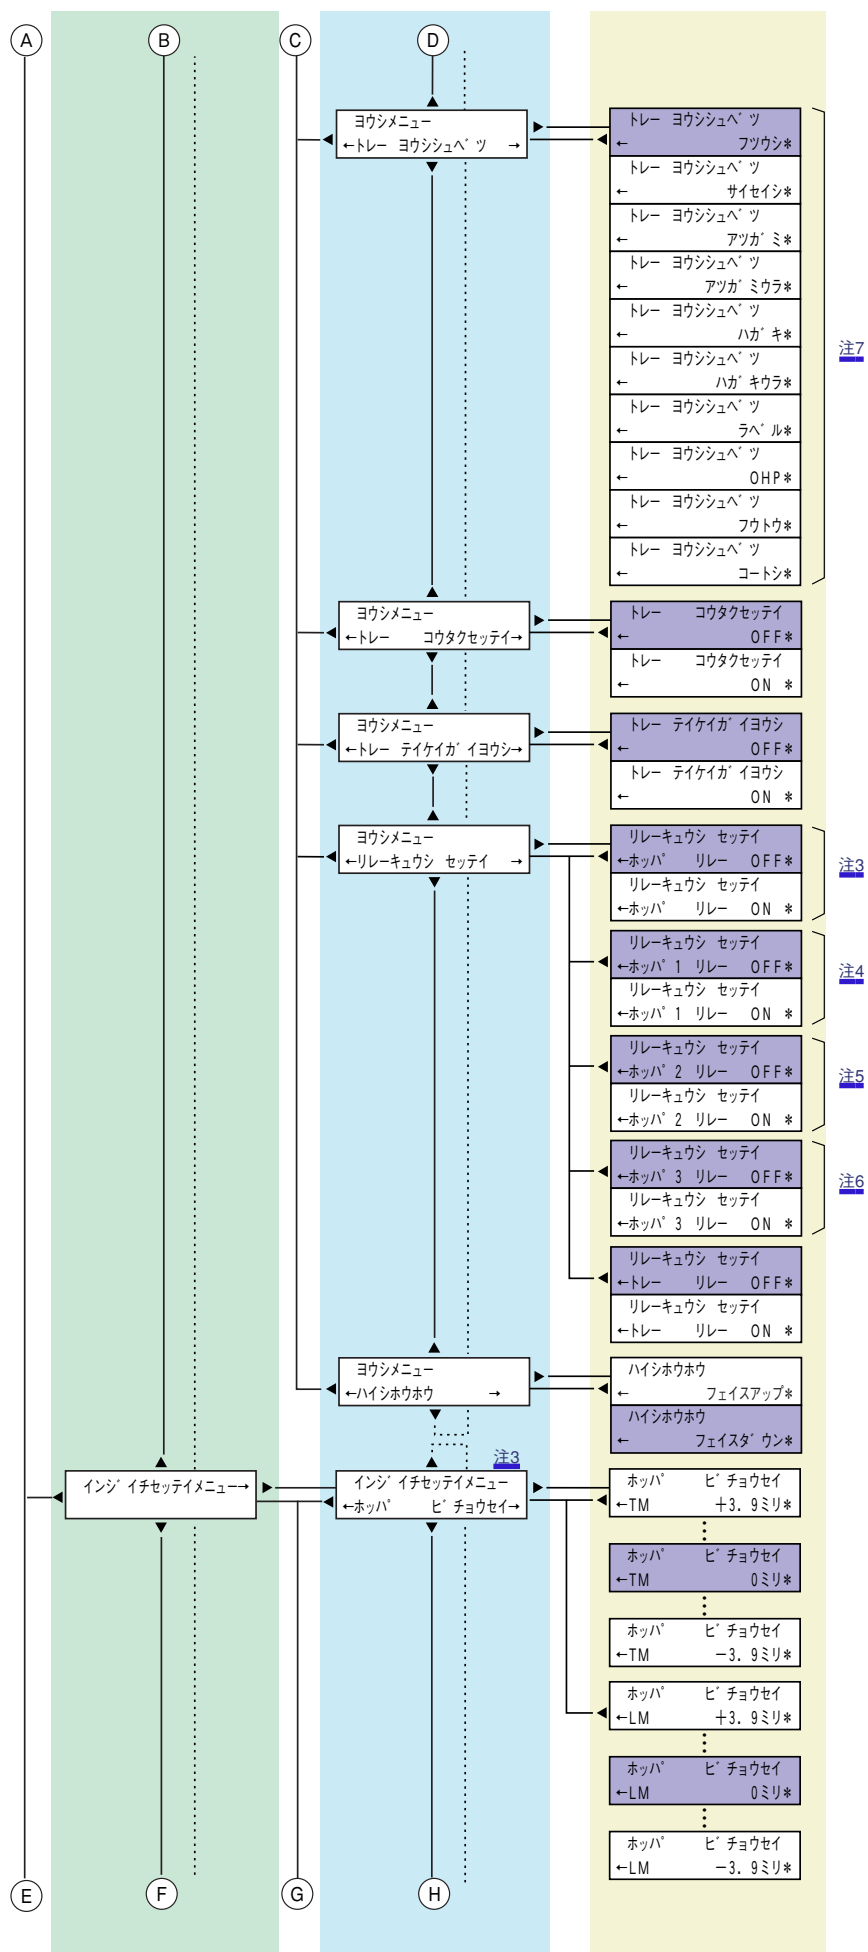 A
B
C
D
ヨウシメニュー
←トレー ヨウシシュベツ →
トレー ヨウシシュベツ
← フツウシ*
トレー ヨウシシュベツ
← サイセイシ*
トレー ヨウシシュベツ
← アツガミ*
トレー ヨウシシュベツ
← アツガミウラ*
トレー ヨウシシュベツ
← ハガキ*
トレー ヨウシシュベツ
← ハガキウラ*
トレー ヨウシシュベツ
← ラベル*
トレー ヨウシシュベツ
← OHP*
トレー ヨウシシュベツ
← フウトウ*
トレー ヨウシシュベツ
← コートシ*
注7
ヨウシメニュー
←トレー コウタクセッテイ→
トレー コウタクセッテイ
← OFF*
トレー コウタクセッテイ
← ON *
ヨウシメニュー
←トレー テイケイガイヨウシ→
トレー テイケイガイヨウシ
← OFF*
トレー テイケイガイヨウシ
← ON *
ヨウシメニュー
←リレーキュウシ セッテイ →
リレーキュウシ セッテイ
←ホッパ リレー OFF*
リレーキュウシ セッテイ
←ホッパ リレー ON *
注3
リレーキュウシ セッテイ
←ホッパ1 リレー OFF*
リレーキュウシ セッテイ
←ホッパ1 リレー ON *
注4
リレーキュウシ セッテイ
←ホッパ2 リレー OFF*
リレーキュウシ セッテイ
←ホッパ2 リレー ON *
注5
リレーキュウシ セッテイ
←ホッパ3 リレー OFF*
リレーキュウシ セッテイ
←ホッパ3 リレー ON *
注6
リレーキュウシ セッテイ
←トレー リレー OFF*
リレーキュウシ セッテイ
←トレー リレー ON *
ヨウシメニュー
←ハイシホウホウ →
ハイシホウホウ
← フェイスアップ*
ハイシホウホウ
← フェイスダウン*
注3
インジイチセッテイメニュー→
インジイチセッテイメニュー
←ホッパ ビチョウセイ→
ホッパ ビチョウセイ
←TM +3.9ミリ*
ホッパ ビチョウセイ
←TM 0ミリ*
ホッパ ビチョウセイ
←TM −3.9ミリ*
ホッパ ビチョウセイ
←LM +3.9ミリ*
ホッパ ビチョウセイ
←LM 0ミリ*
ホッパ ビチョウセイ
←LM −3.9ミリ*
E
F
G
H